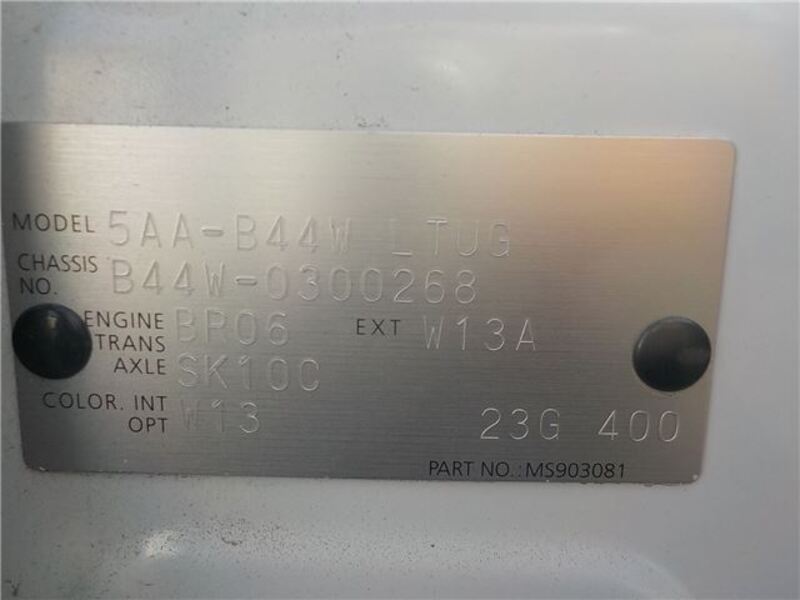 MODEL 5AA-B44W LTUG
CHASSIS NO. B44W-0300268
ENGINE BR06 EXT W13A
TRANS
AXLE SK10C
COLOR. INT W13
OPT 23G 400
PART NO.:MS903081